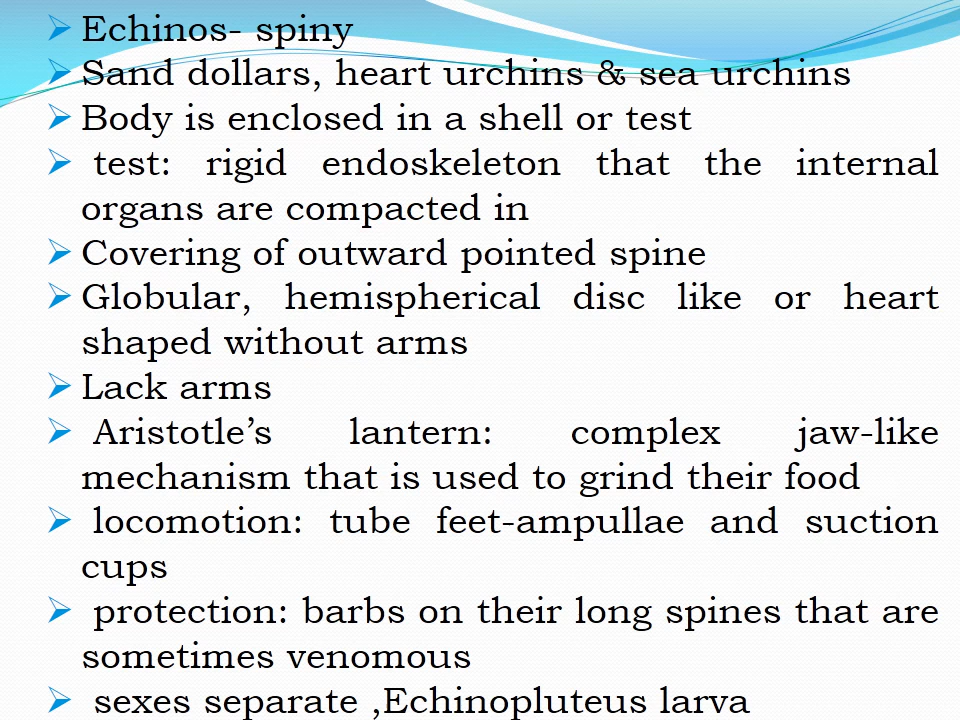 Echinos- spiny
Sand dollars, heart urchins & sea urchins
Body is enclosed in a shell or test
test: rigid endoskeleton that the internal
organs are compacted in
Covering of outward pointed spine
Globular, hemispherical disc like or heart
shaped without arms
Lack arms
Aristotle’s lantern: complex jaw-like
mechanism that is used to grind their food
locomotion: tube feet-ampullae and suction
cups
protection: barbs on their long spines that are
sometimes venomous
sexes separate ,Echinopluteus larva